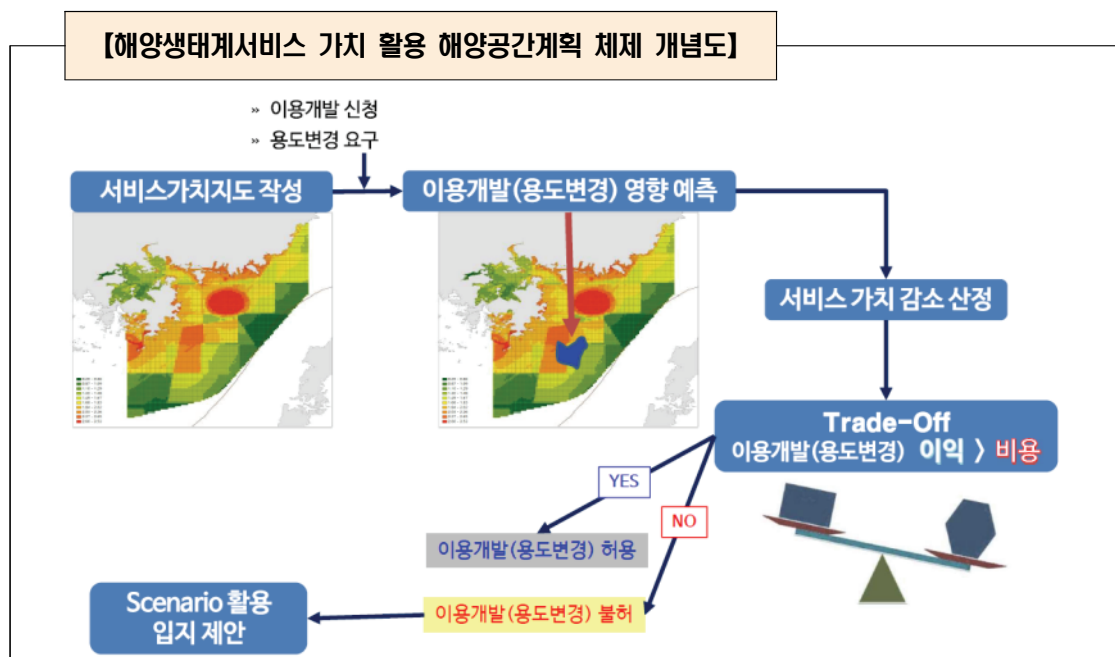 【해양생태계서비스 가치 활용 해양공간계획 체제 개념도】
» 이용개발 신청
» 용도변경 요구
서비스가치지도 작성
이용개발(용도변경) 영향 예측
서비스 가치 감소 산정
Trade-Off
이용개발(용도변경) 이익 > 비용
YES
NO
이용개발(용도변경) 허용
이용개발(용도변경) 불허
Scenario 활용
입지 제안